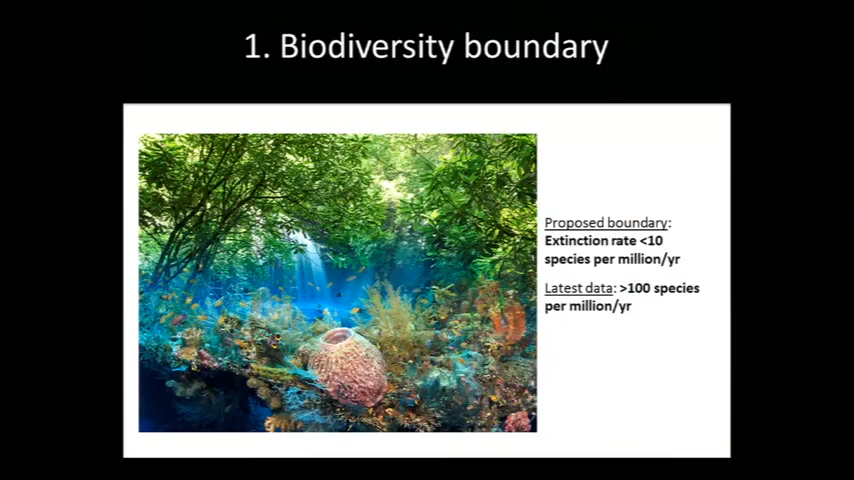 1. Biodiversity boundary
Proposed boundary:
Extinction rate <10
species per million/yr
Latest data: >100 species
per million/yr